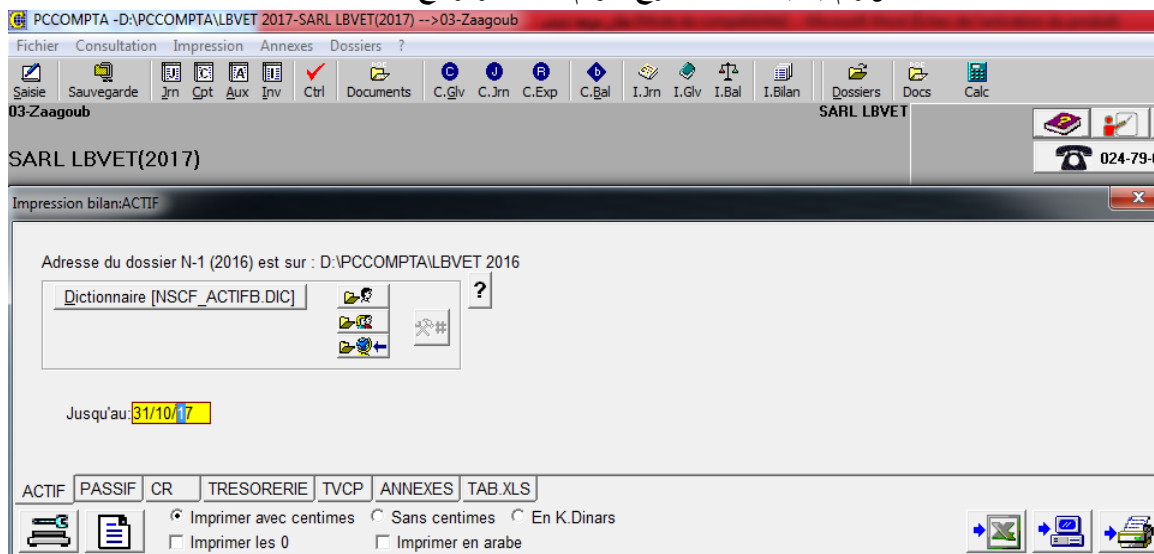 PCCOMPTA -D:\PCCOMPTA\LBVET 2017-SARL LBVET(2017) -->03-Zaagoub
Fichier Consultation Impression Annexes Dossiers ?
Saisie Sauvegarde Jrn Cpt Aux Inv Ctrl Documents C.Glv C.Jrn C.Exp C.Bal I.Jrn I.Glv I.Bal I.Bilan Dossiers Docs Calc
03-Zaagoub SARL LBVET
SARL LBVET(2017) 024-79-
Impression bilan:ACTIF
Adresse du dossier N-1 (2016) est sur : D:\PCCOMPTA\LBVET 2016
Dictionnaire [NSCF_ACTIFB.DIC] ?
Jusqu'au: 31/10/17
ACTIF PASSIF CR TRESORERIE TVCP ANNEXES TAB.XLS
Imprimer avec centimes Sans centimes En K.Dinars
Imprimer les 0 Imprimer en arabe